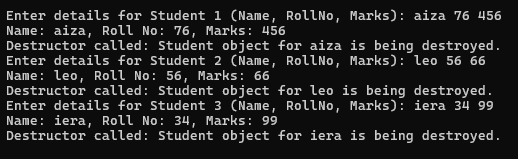 Enter details for Student 1 (Name, RollNo, Marks): aiza 76 456
Name: aiza, Roll No: 76, Marks: 456
Destructor called: Student object for aiza is being destroyed.
Enter details for Student 2 (Name, RollNo, Marks): leo 56 66
Name: leo, Roll No: 56, Marks: 66
Destructor called: Student object for leo is being destroyed.
Enter details for Student 3 (Name, RollNo, Marks): iera 34 99
Name: iera, Roll No: 34, Marks: 99
Destructor called: Student object for iera is being destroyed.